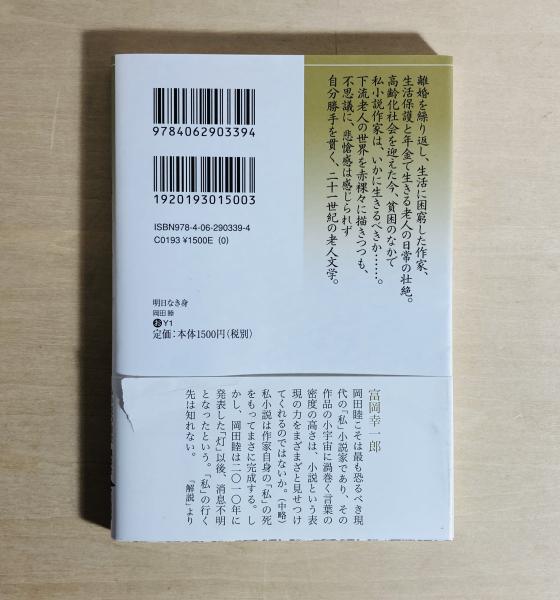 離婚を繰り返し、生活に困窮した作家、
生活保護と年金で生きる老人の日常の壮絶。
高齢化社会を迎えた今、貧困のなかで
私小説作家は、いかに生きるべきか……。
下流老人の世界を赤裸々に描きつつも、
不思議に、悲愴感は感じられず
自分勝手を貫く、二十一世紀の老人文学。
9784062903394
1920193015003
ISBN978-4-06-290339-4
C0193 ¥1500E (0)
明日なき身
岡田 睦
おY1
定価:本体1500円(税別)
富岡幸一郎
岡田睦こそは最も恐るべき現
代の「私」小説家であり、その
作品の小宇宙に渦巻く言葉の
密度の高さは、小説という表
現の力をまざまざと見せつけ
てくれるのではないか。(中略)
私小説は作家自身の「私」の死
をもってまさに完成する。し
かし、岡田睦は二〇一〇年に
発表した「灯」以後、消息不明
となったという。「私」の行く
先は知れない。
「解説」より